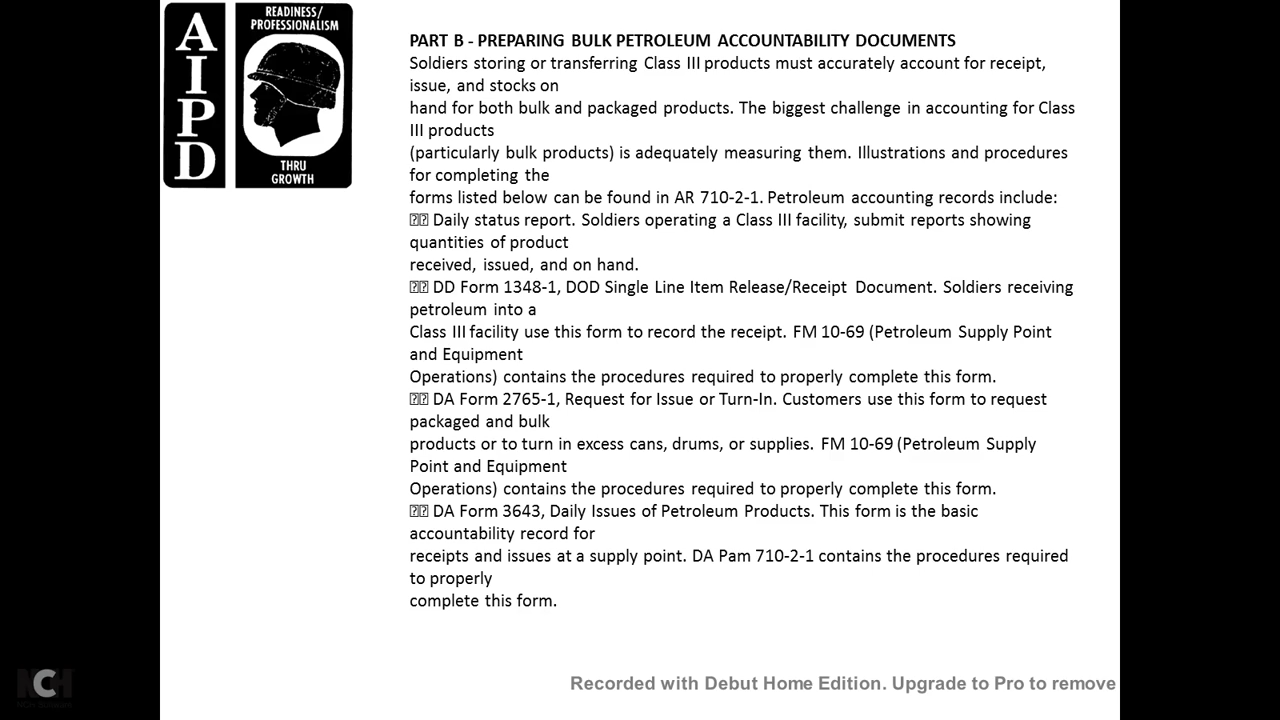 READINESS/
PROFESSIONALISM
A
I
P
D
THRU
GROWTH
PART B - PREPARING BULK PETROLEUM ACCOUNTABILITY DOCUMENTS
Soldiers storing or transferring Class III products must accurately account for receipt,
issue, and stocks on
hand for both bulk and packaged products. The biggest challenge in accounting for Class
III products
(particularly bulk products) is adequately measuring them. Illustrations and procedures
for completing the
forms listed below can be found in AR 710-2-1. Petroleum accounting records include:
⍰⍰ Daily status report. Soldiers operating a Class III facility, submit reports showing
quantities of product
received, issued, and on hand.
⍰⍰ DD Form 1348-1, DOD Single Line Item Release/Receipt Document. Soldiers receiving
petroleum into a
Class III facility use this form to record the receipt. FM 10-69 (Petroleum Supply Point
and Equipment
Operations) contains the procedures required to properly complete this form.
⍰⍰ DA Form 2765-1, Request for Issue or Turn-In. Customers use this form to request
packaged and bulk
products or to turn in excess cans, drums, or supplies. FM 10-69 (Petroleum Supply
Point and Equipment
Operations) contains the procedures required to properly complete this form.
⍰⍰ DA Form 3643, Daily Issues of Petroleum Products. This form is the basic
accountability record for
receipts and issues at a supply point. DA Pam 710-2-1 contains the procedures required
to properly
complete this form.
NCH
Recorded with Debut Home Edition. Upgrade to Pro to remove